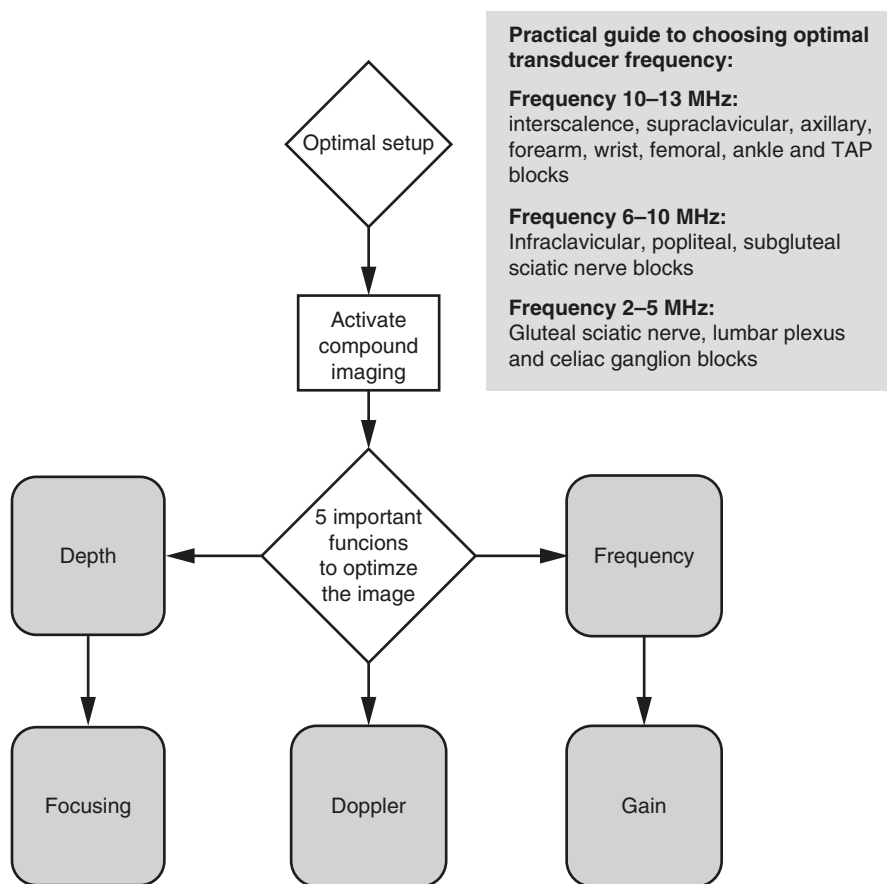 Practical guide to choosing optimal
transducer frequency:
Frequency 10–13 MHz:
interscalence, supraclavicular, axillary,
forearm, wrist, femoral, ankle and TAP
blocks
Frequency 6–10 MHz:
Infraclavicular, popliteal, subgluteal
sciatic nerve blocks
Frequency 2–5 MHz:
Gluteal sciatic nerve, lumbar plexus
and celiac ganglion blocks
Optimal setup
Activate
compound
imaging
5 important
funcions
to optimze
the image
Depth
Frequency
Focusing
Doppler
Gain